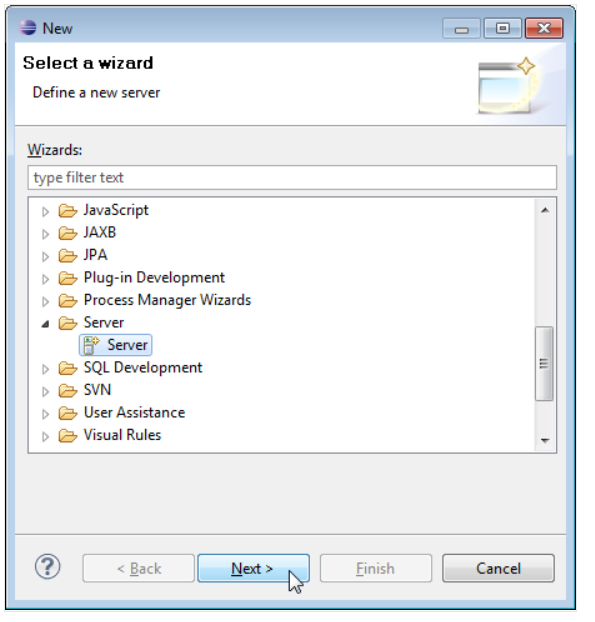 New
Select a wizard
Define a new server
Wizards:
type filter text
JavaScript
JAXB
JPA
Plug-in Development
Process Manager Wizards
Server
Server
SQL Development
SVN
User Assistance
Visual Rules
? < Back Next > Finish Cancel